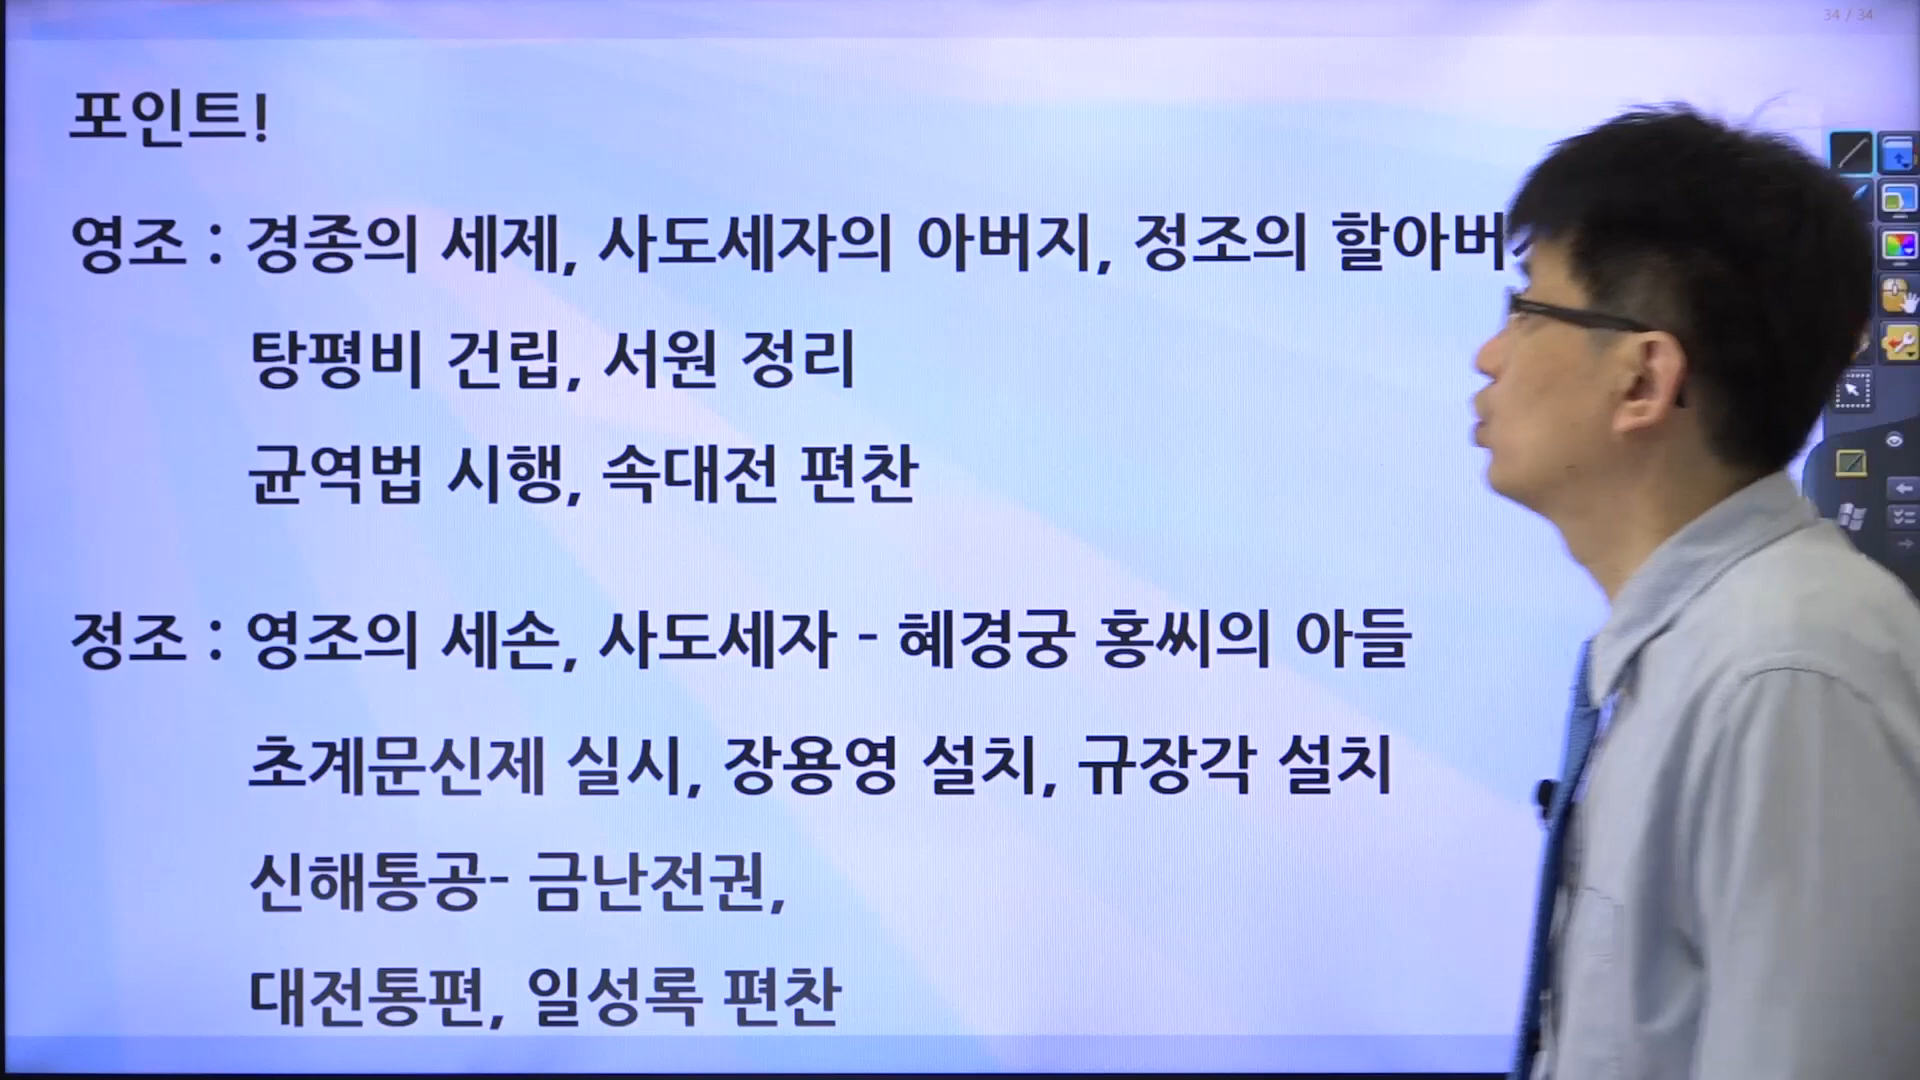 34 / 34
포인트!
영조 : 경종의 세제, 사도세자의 아버지, 정조의 할아버
탕평비 건립, 서원 정리
균역법 시행, 속대전 편찬
정조 : 영조의 세손, 사도세자 - 혜경궁 홍씨의 아들
초계문신제 실시, 장용영 설치, 규장각 설치
신해통공- 금난전권,
대전통편, 일성록 편찬